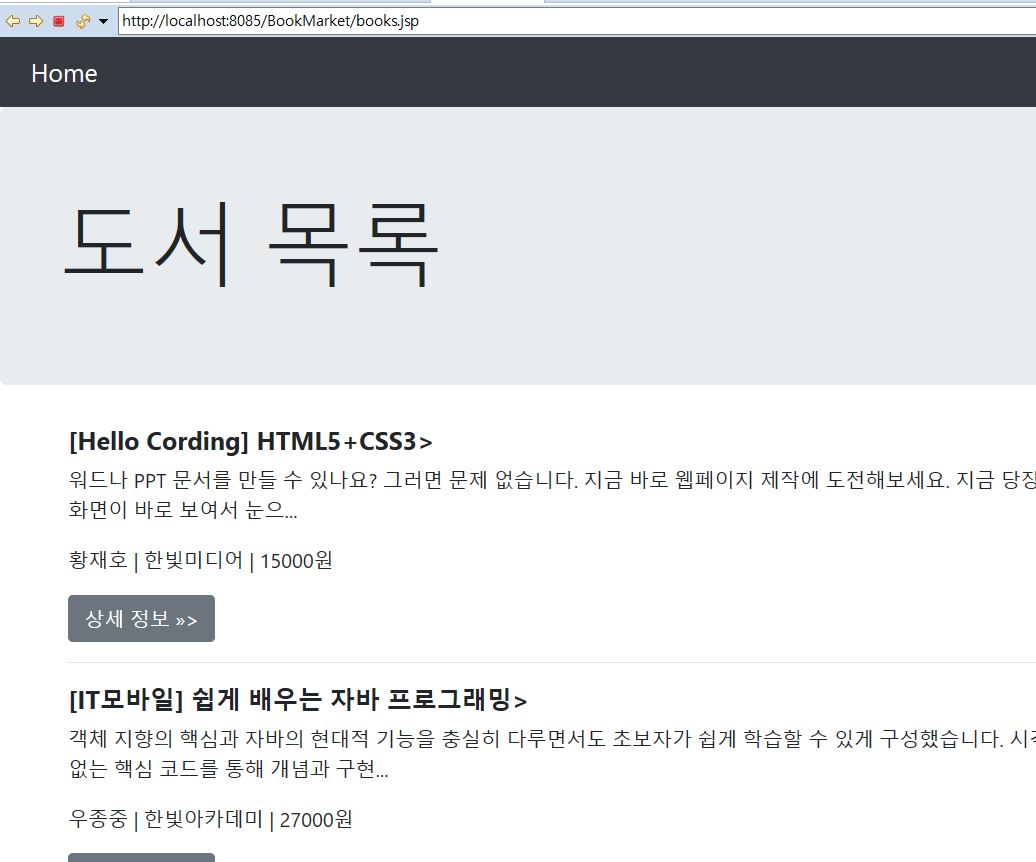 http://localhost:8085/BookMarket/books.jsp
Home
도서 목록
[Hello Cording] HTML5+CSS3>
워드나 PPT 문서를 만들 수 있나요? 그러면 문제 없습니다. 지금 바로 웹페이지 제작에 도전해보세요. 지금 당장
화면이 바로 보여서 눈으...
황재호 | 한빛미디어 | 15000원
상세 정보 »>
[IT모바일] 쉽게 배우는 자바 프로그래밍>
객체 지향의 핵심과 자바의 현대적 기능을 충실히 다루면서도 초보자가 쉽게 학습할 수 있게 구성했습니다. 시각
없는 핵심 코드를 통해 개념과 구현...
우종중 | 한빛아카데미 | 27000원